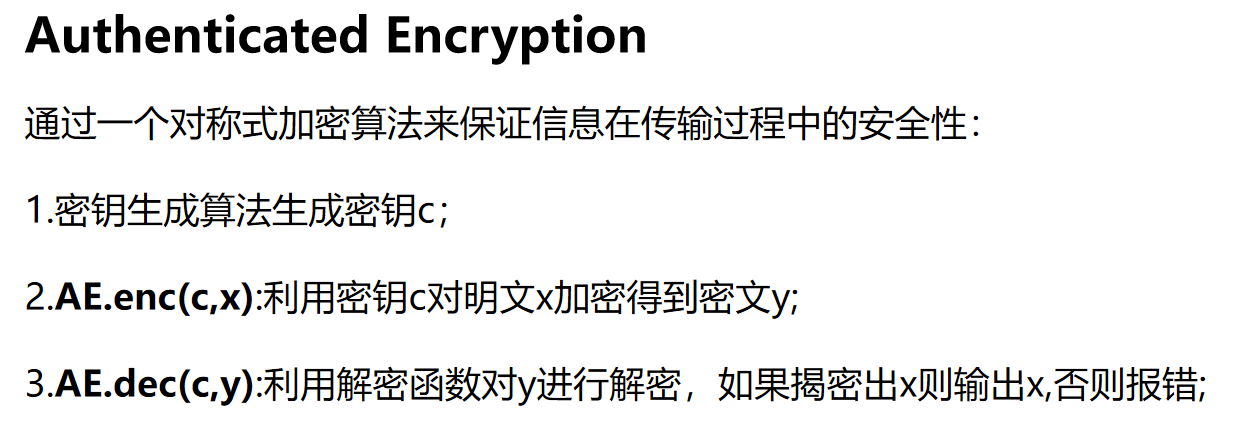 Authenticated Encryption
通过一个对称式加密算法来保证信息在传输过程中的安全性：
1.密钥生成算法生成密钥c；
2.AE.enc(c,x):利用密钥c对明文x加密得到密文y;
3.AE.dec(c,y):利用解密函数对y进行解密，如果揭密出x则输出x,否则报错;